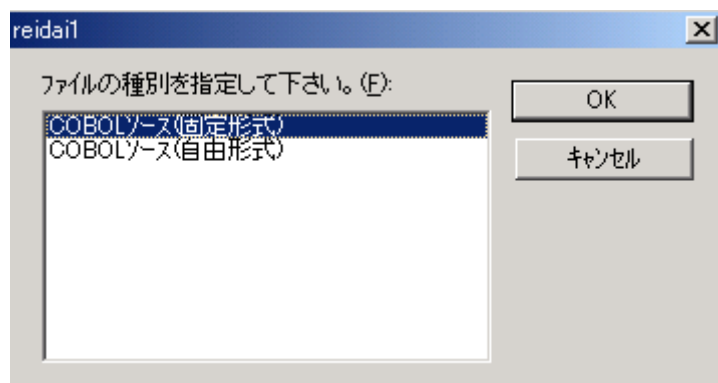 reidai1
ファイルの種別を指定して下さい。(F):
COBOLソース(固定形式)
COBOLソース(自由形式)
OK
キャンセル